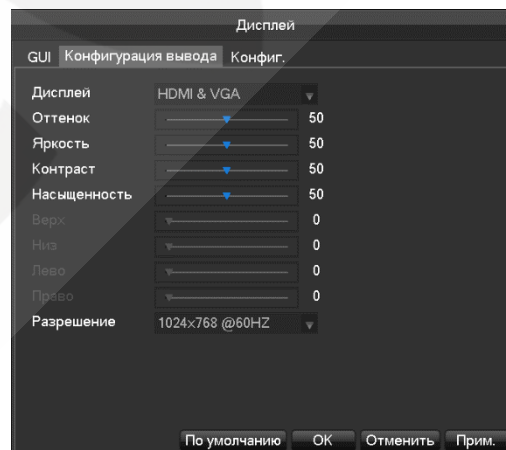 Дисплей
GUI Конфигурация вывода Конфиг.
Дисплей HDMI & VGA
Оттенок 50
Яркость 50
Контраст 50
Насыщенность 50
Верх 0
Низ 0
Лево 0
Право 0
Разрешение 1024x768 @60HZ
По умолчанию OK Отменить Прим.